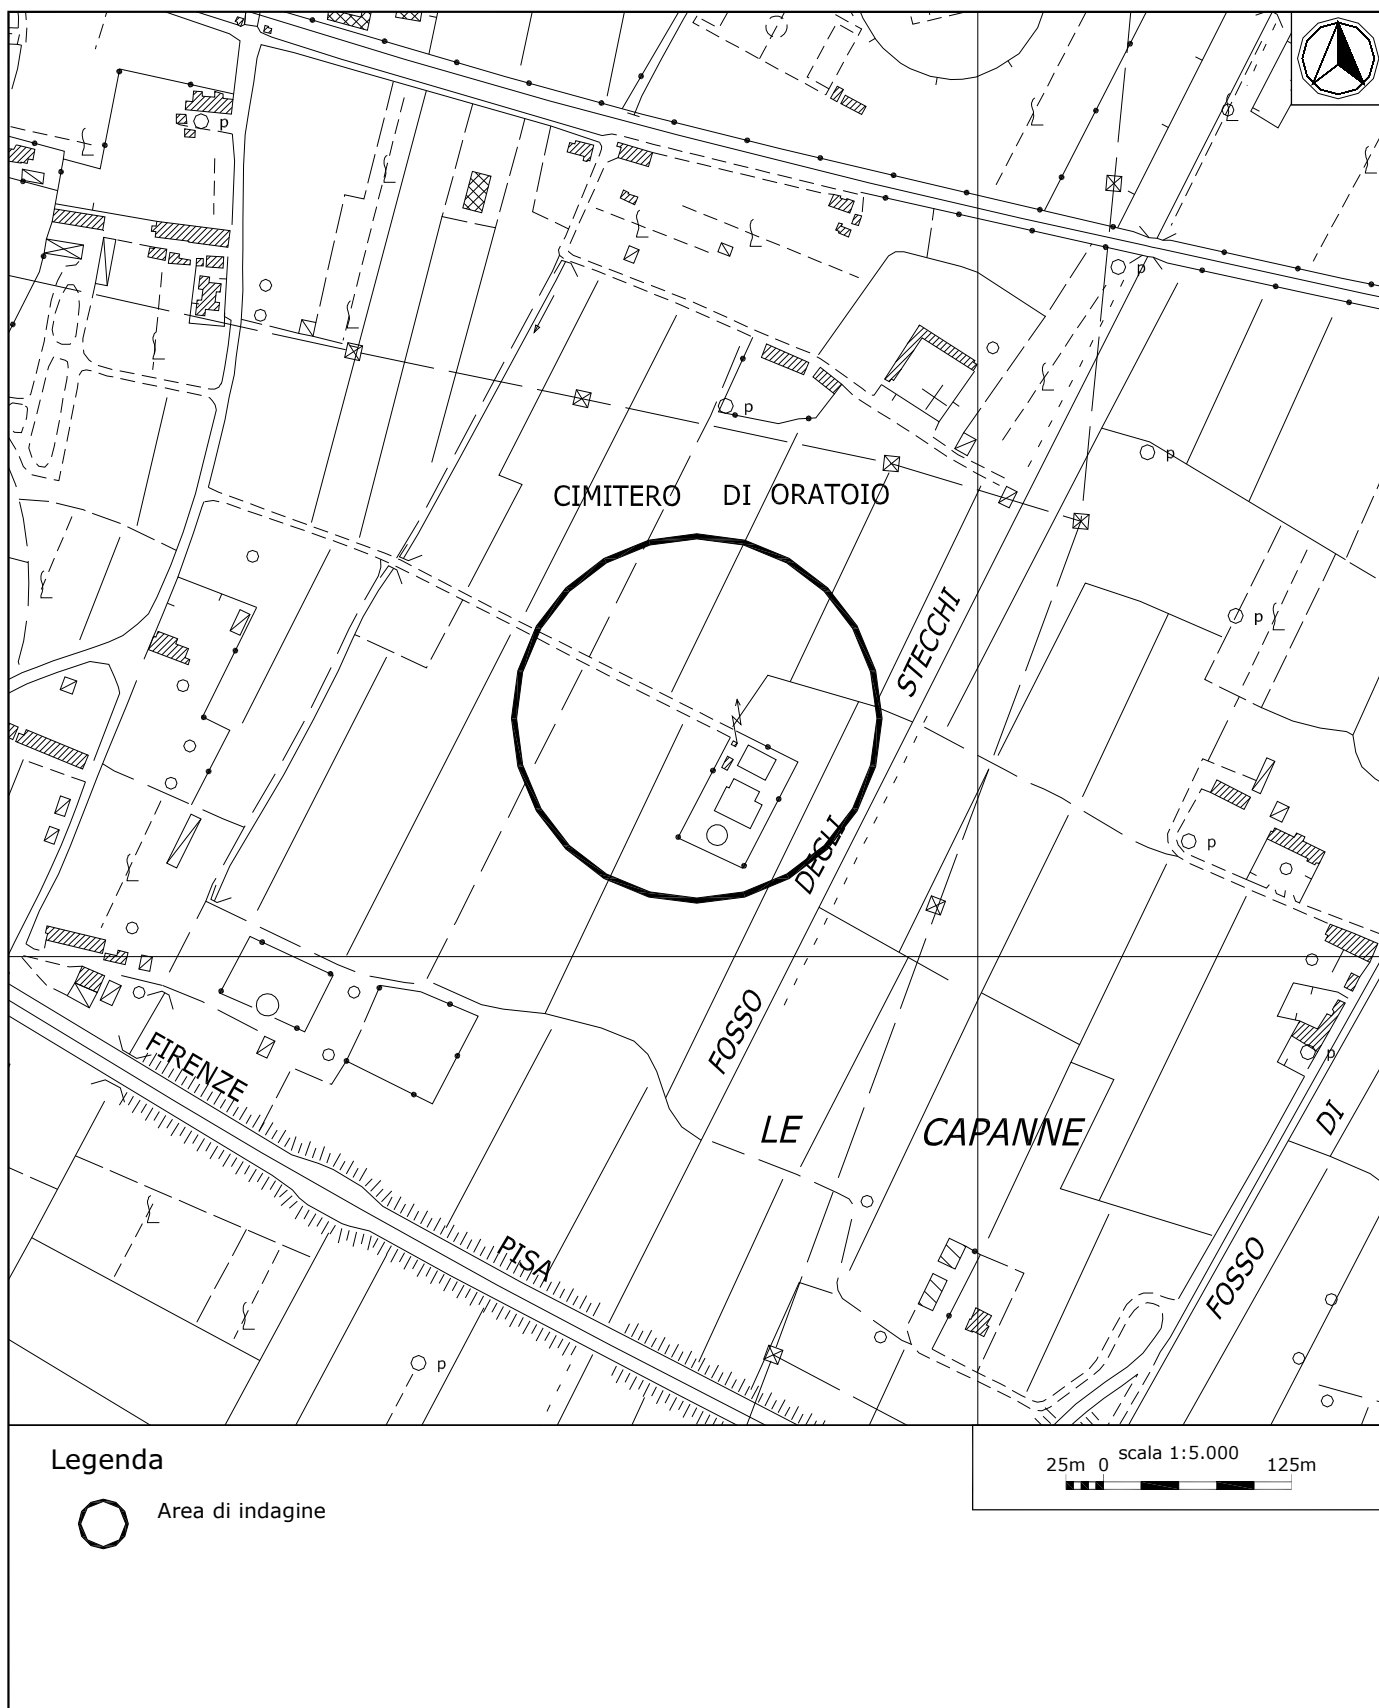 p
p
p
p
CIMITERO DI ORATOIO
STECCHI
p
p
DEGLI
FOSSO
p
FIRENZE
DI
LE CAPANNE
PISA
FOSSO
p
Legenda
Area di indagine
scala 1:5.000
25m 0 125m